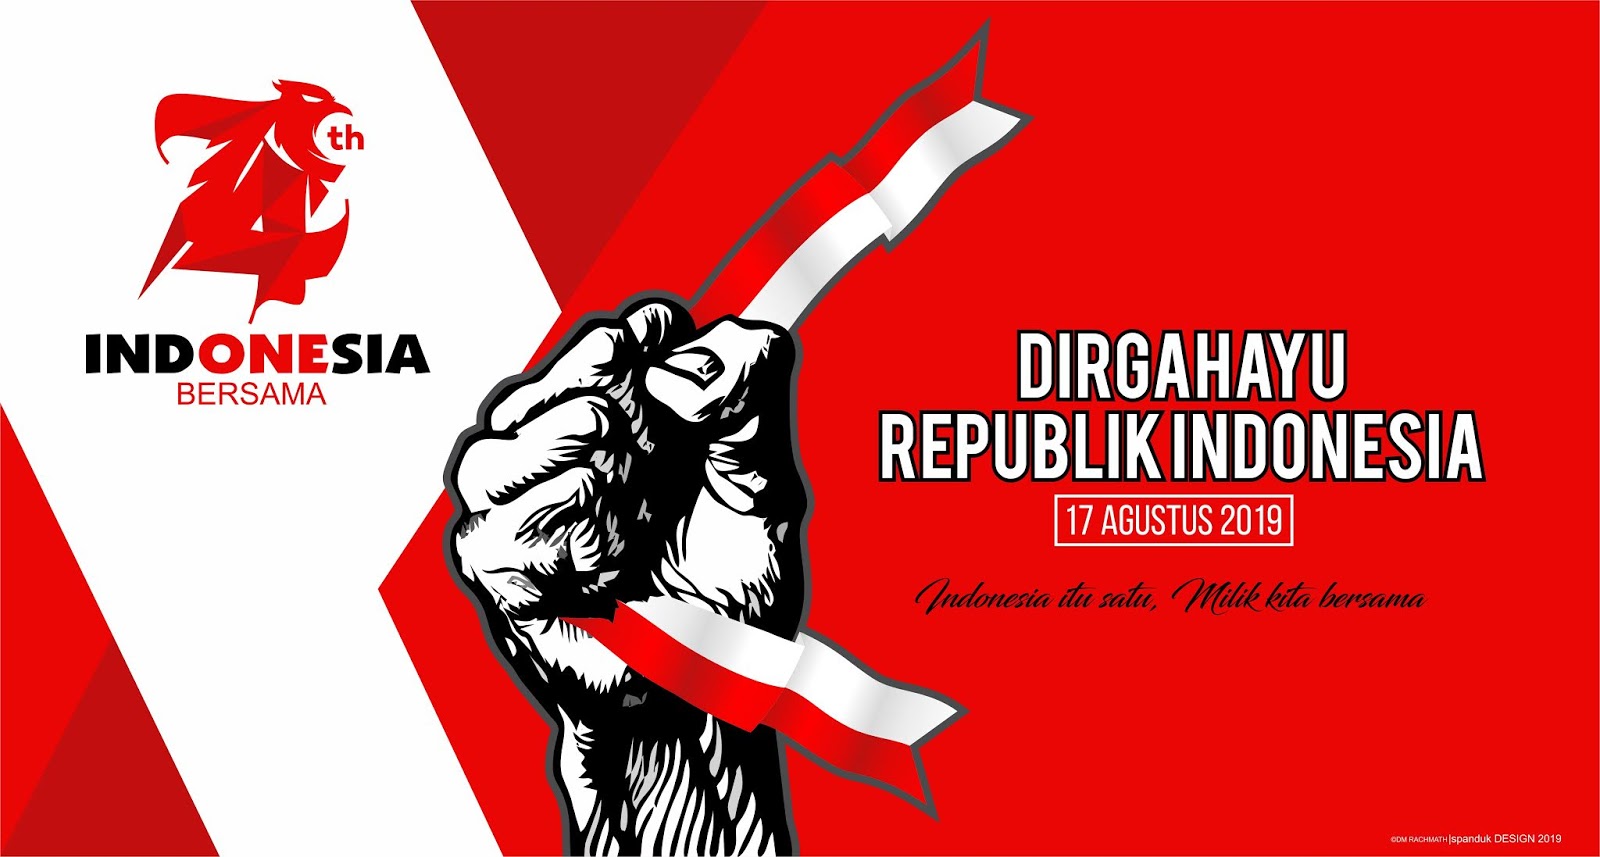 74th
INDONESIA
BERSAMA
DIRGAHAYU
REPUBLIK INDONESIA
17 AGUSTUS 2019
Indonesia itu satu, Milik kita bersama
©DM RACHMATH|spanduk DESIGN 2019